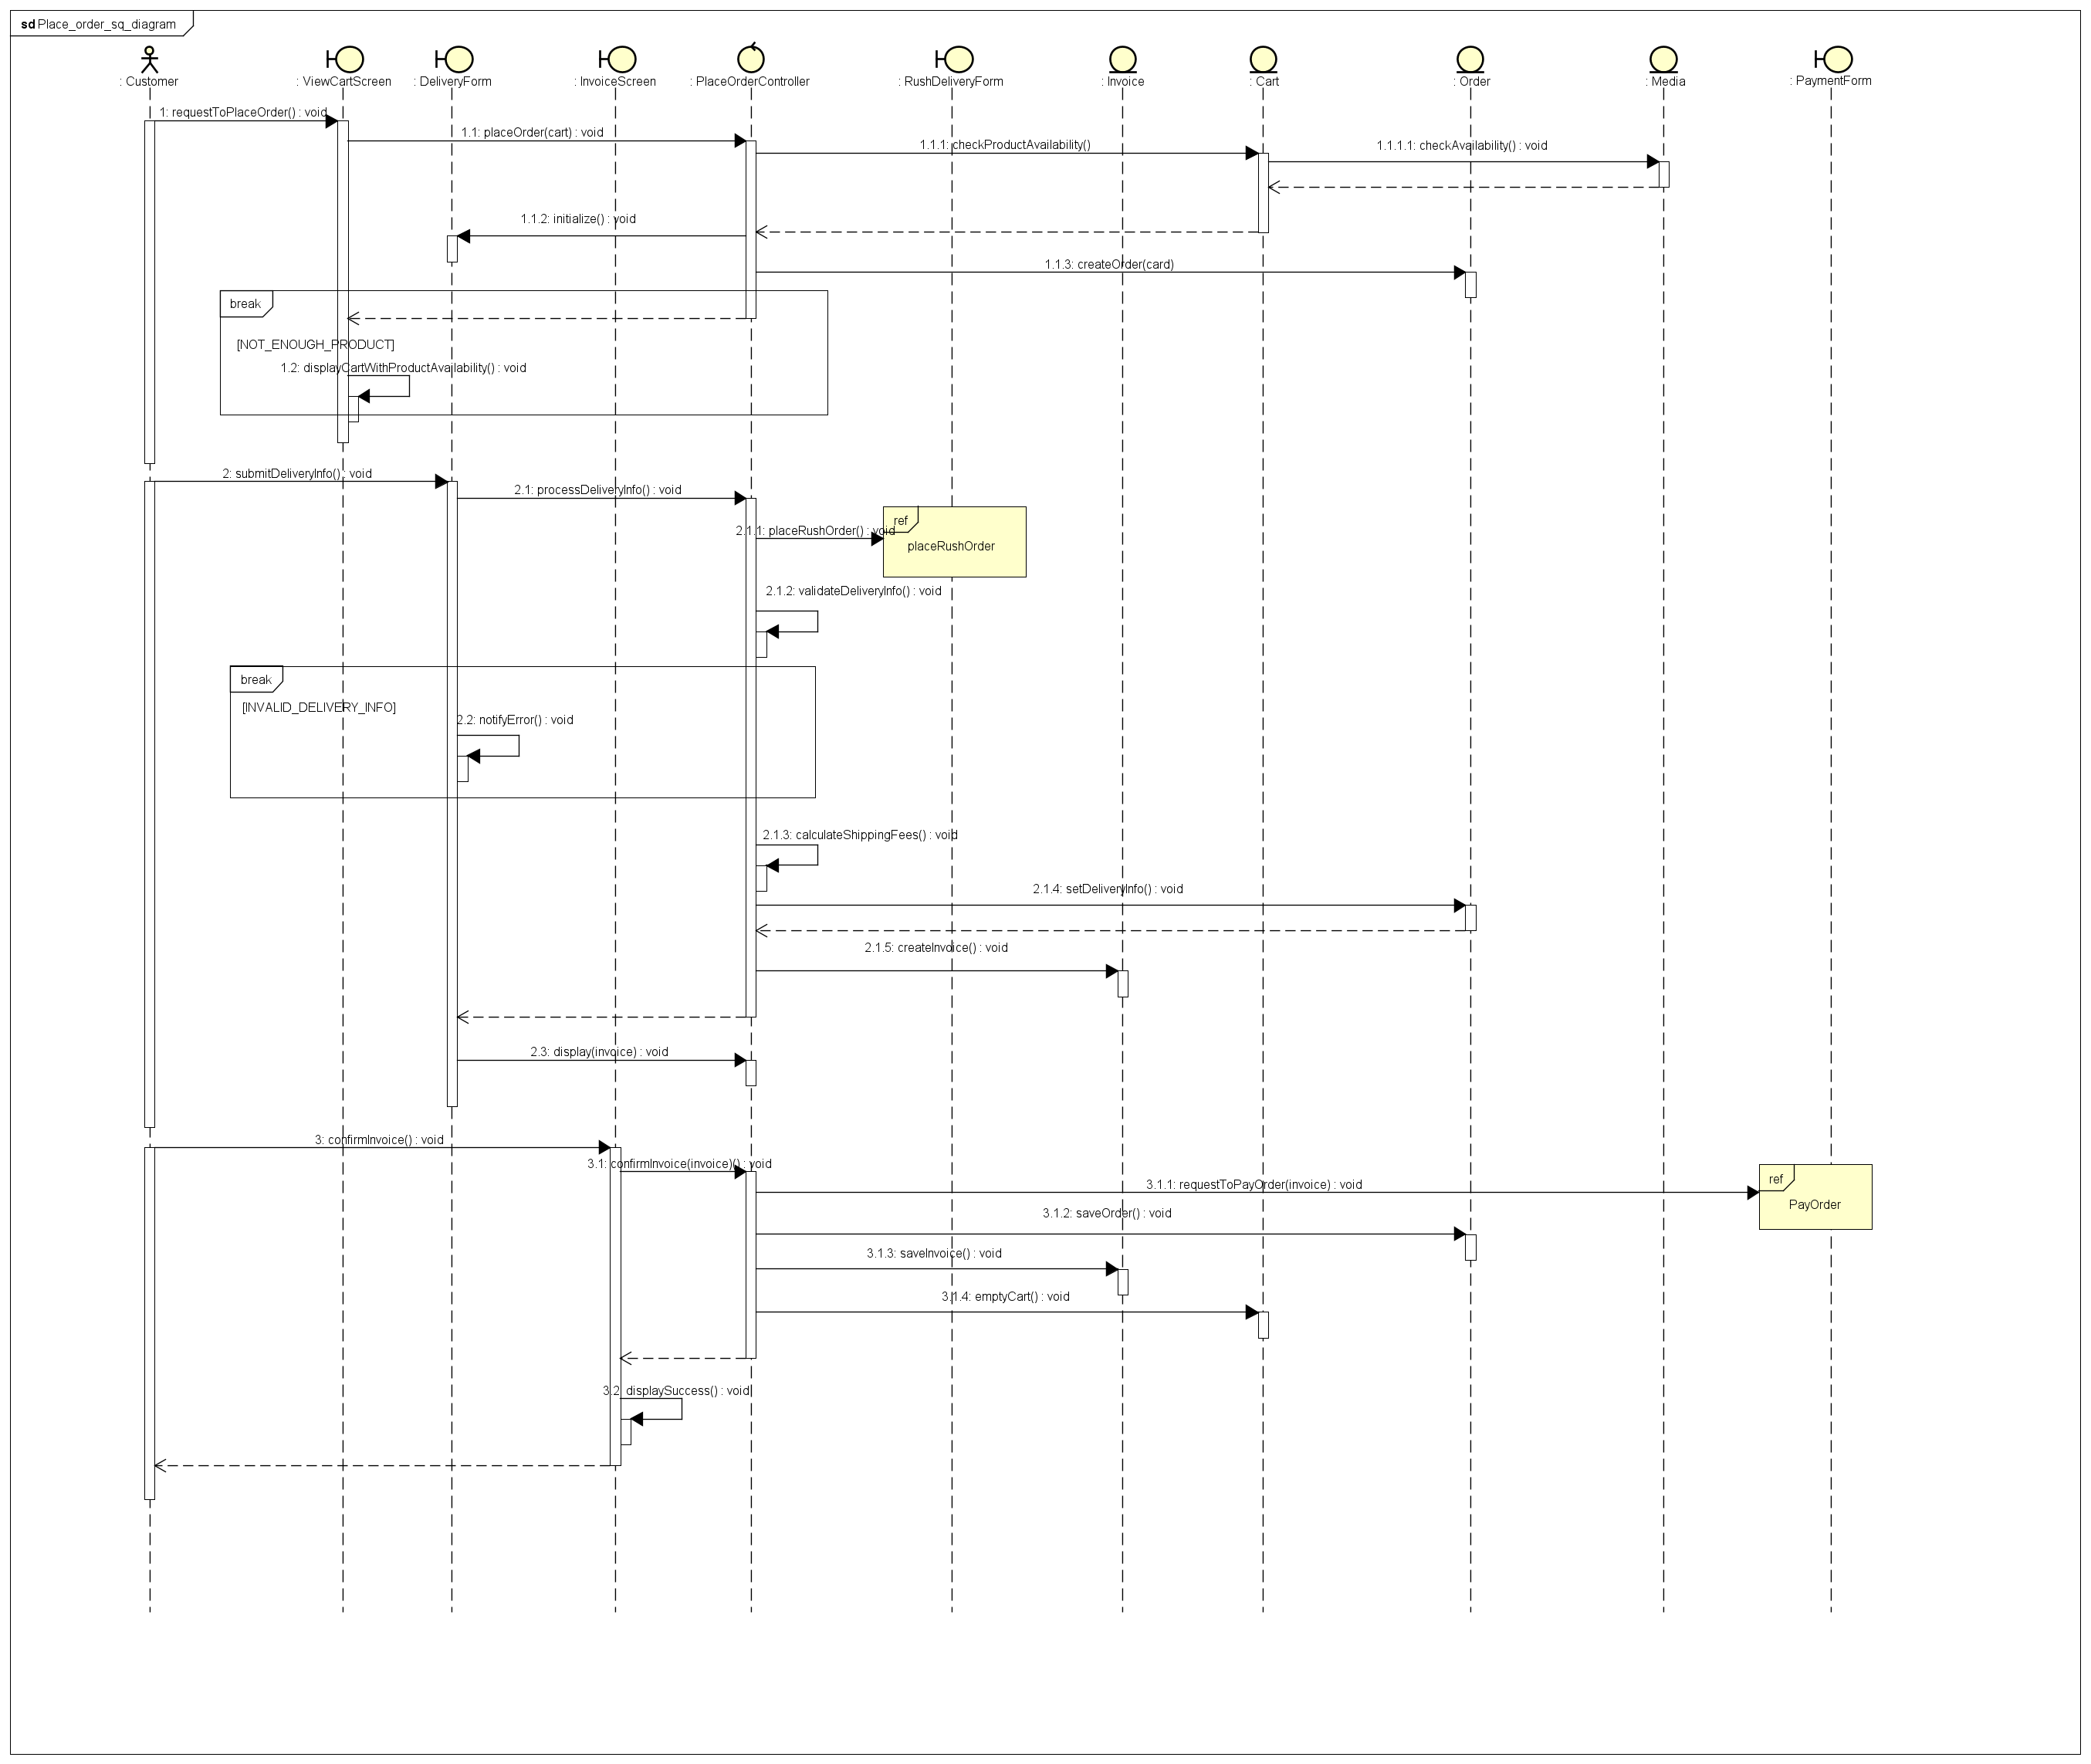 sd Place_order_sq_diagram
: Customer
: ViewCartScreen
: DeliveryForm
: InvoiceScreen
: PlaceOrderController
: RushDeliveryForm
: Invoice
: Cart
: Order
: Media
: PaymentForm
1: requestToPlaceOrder() : void
1.1: placeOrder(cart) : void
1.1.1: checkProductAvailability()
1.1.1.1: checkAvailability() : void
1.1.2: initialize() : void
1.1.3: createOrder(card)
break
[NOT_ENOUGH_PRODUCT]
1.2: displayCartWithProductAvailability() : void
2: submitDeliveryInfo() : void
2.1: processDeliveryInfo() : void
ref
2.1.1: placeRushOrder() : void
placeRushOrder
2.1.2: validateDeliveryInfo() : void
break
[INVALID_DELIVERY_INFO]
2.2: notifyError() : void
2.1.3: calculateShippingFees() : void
2.1.4: setDeliveryInfo() : void
2.1.5: createInvoice() : void
2.3: display(invoice) : void
3: confirmInvoice() : void
3.1: confirmInvoice(invoice)() : void
ref
3.1.1: requestToPayOrder(invoice) : void
PayOrder
3.1.2: saveOrder() : void
3.1.3: saveInvoice() : void
3.1.4: emptyCart() : void
3.2: displaySuccess() : void